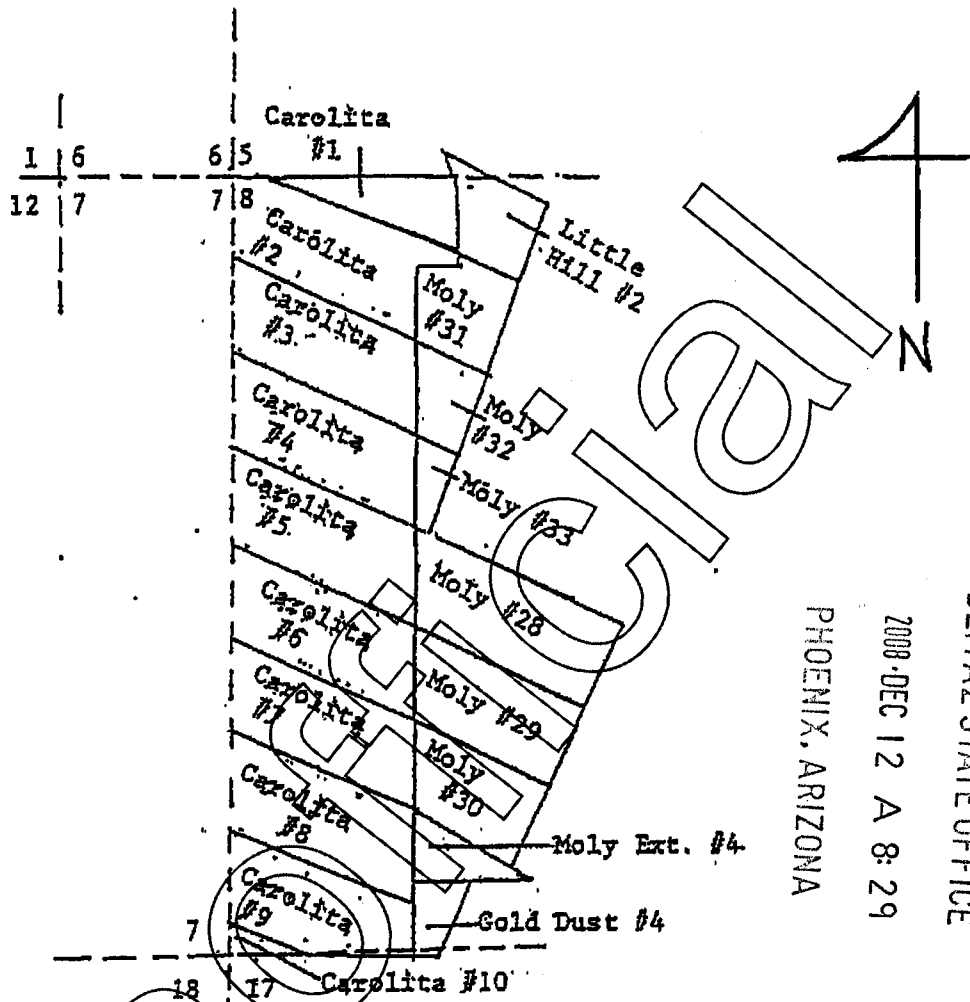 Carolita
#1
1 6
6 5
12 7
7 8
Carolita
#2
Little
Hill #2
Moly
#31
Carolita
#3
N
Moly
#32
Carolita
#4
Moly #33
Carolita
#5
Moly #28
Carolita
#6
Moly #29
Carolita
#7
Moly
#30
Carolita
#8
Moly Ext. #4
Carolita
#9
7
Gold Dust #4
Carolita #10
18 17
STATE OFFICE
2008 DEC 12 A 8:29
PHOENIX, ARIZONA